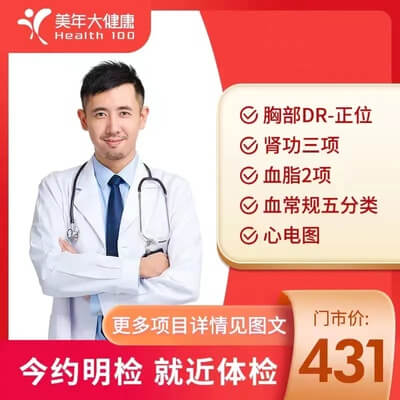 美年大健康
Health 100
胸部DR-正位
肾功三项
血脂2项
血常规五分类
心电图
更多项目详情见图文
门市价:
431
今约明检 就近体检